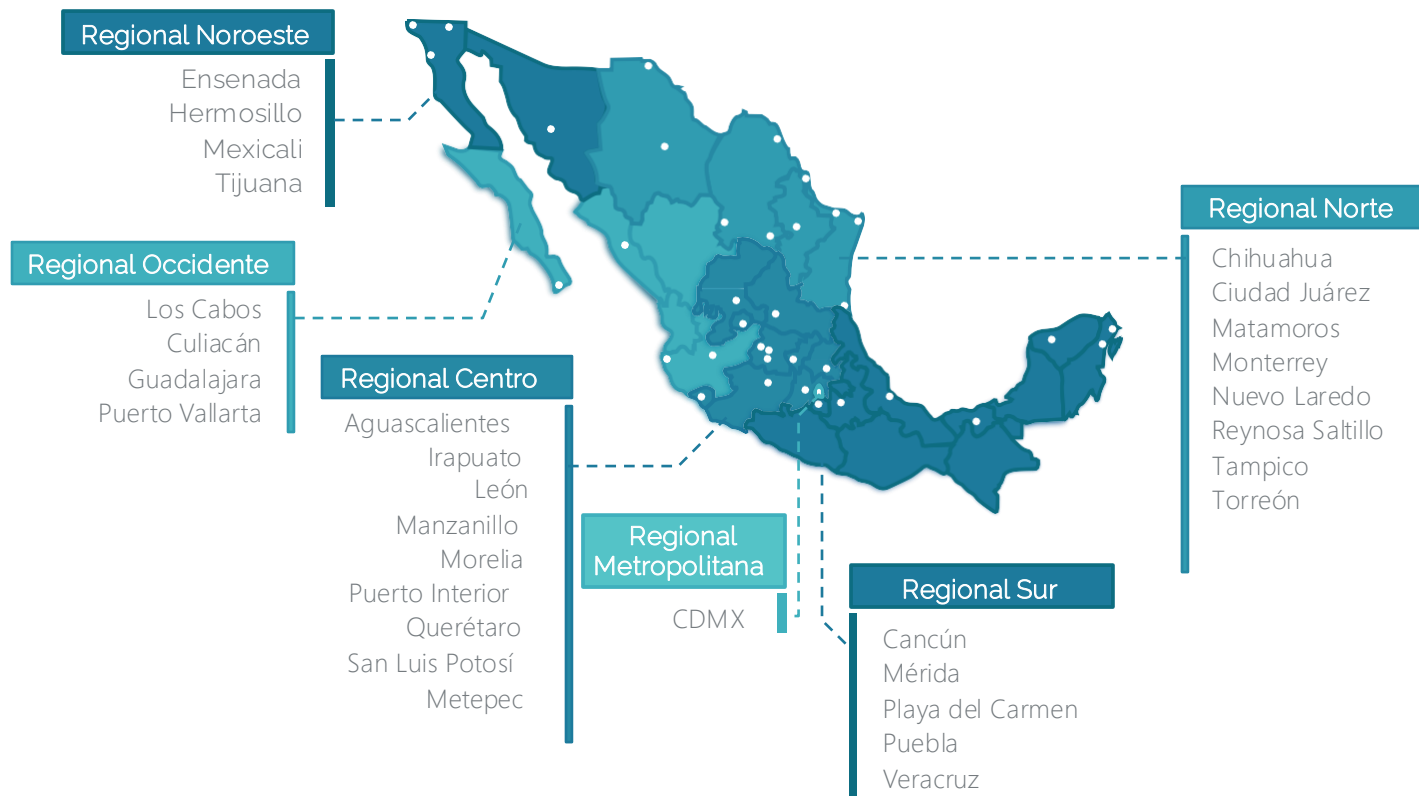 Regional Noroeste
Ensenada
Hermosillo
Mexicali
Tijuana
Regional Occidente
Los Cabos
Culiacán
Guadalajara
Puerto Vallarta
Regional Centro
Aguascalientes
Irapuato
León
Manzanillo
Morelia
Puerto Interior
Querétaro
San Luis Potosí
Metepec
Regional
Metropolitana
CDMX
Regional Sur
Cancún
Mérida
Playa del Carmen
Puebla
Veracruz
Regional Norte
Chihuahua
Ciudad Juárez
Matamoros
Monterrey
Nuevo Laredo
Reynosa Saltillo
Tampico
Torreón